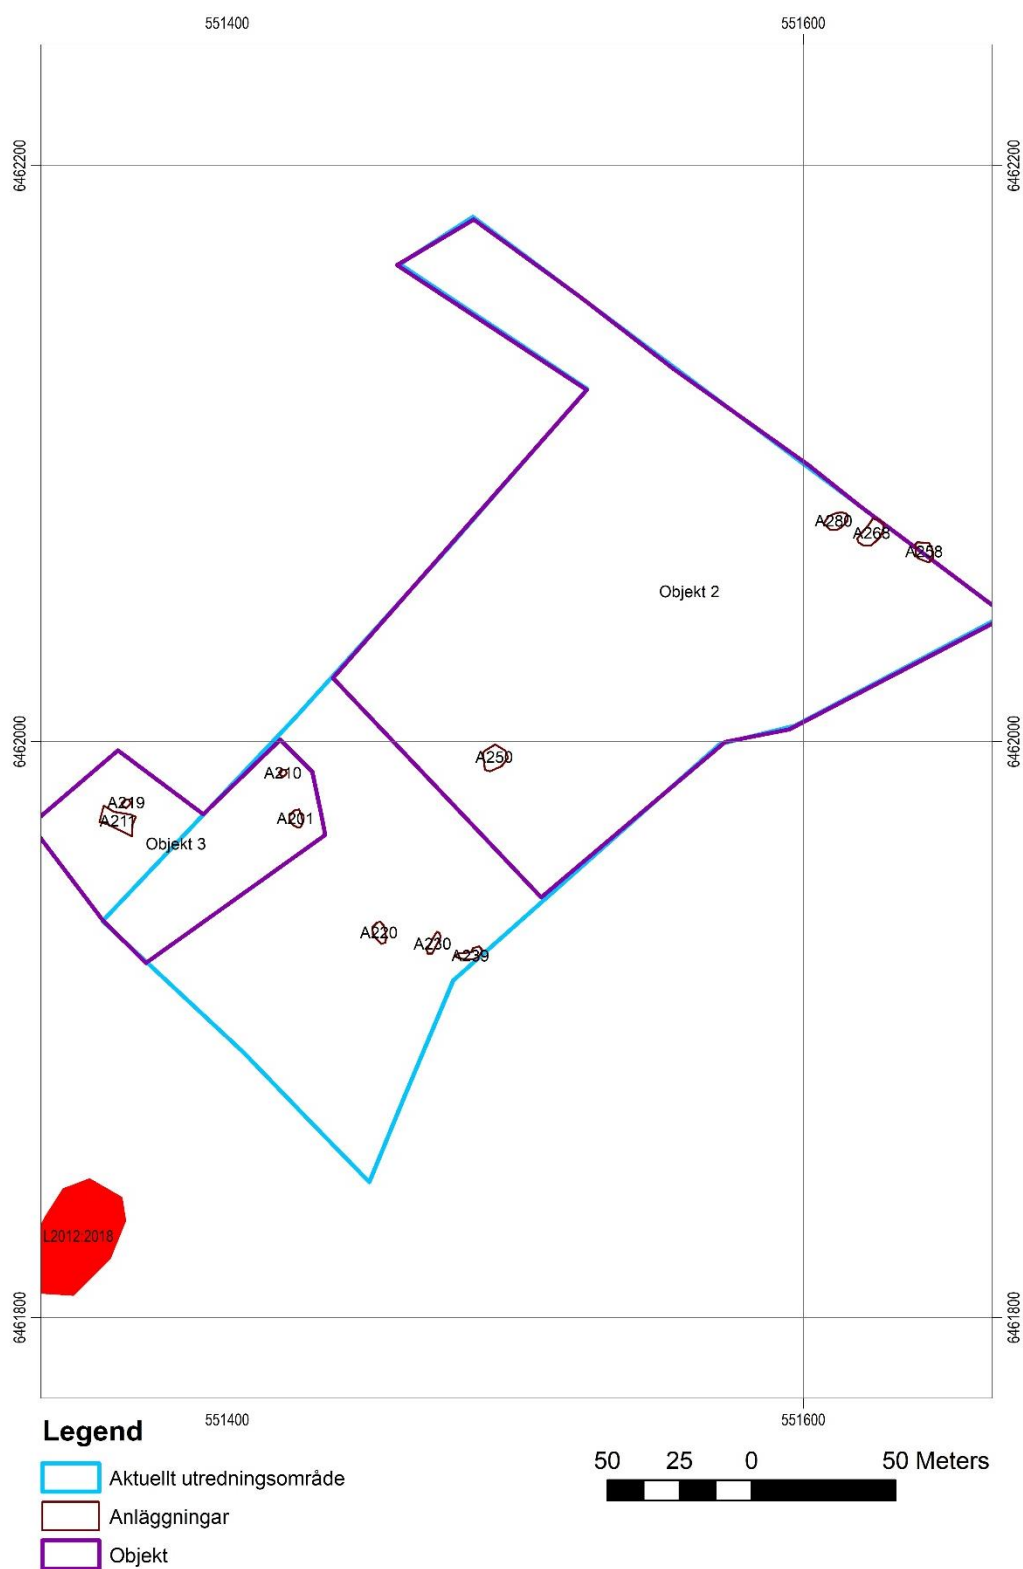 551400 551600
6462200 6462200
A280
A268
A258
Objekt 2
6462000 6462000
A250
A210
A219
A211
A201
Objekt 3
A220
A230
A239
L2012:2018
6461800 6461800
551400 551600
Legend
Aktuellt utredningsområde
Anläggningar
Objekt
50 25 0 50 Meters